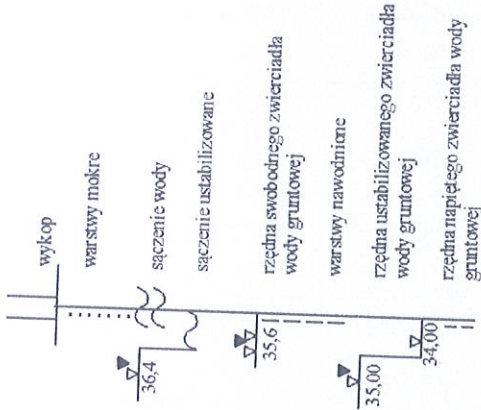 wykop
warstwy mokre
sączenie wody
36,4
sączenie ustabilizowane
35,6
rzędna swobodnego zwierciadła
wody gruntowej
warstwy nawodnione
35,00
rzędna ustabilizowanego zwierciadła
wody gruntowej
34,00
rzędna napiętego zwierciadła wody
gruntowej